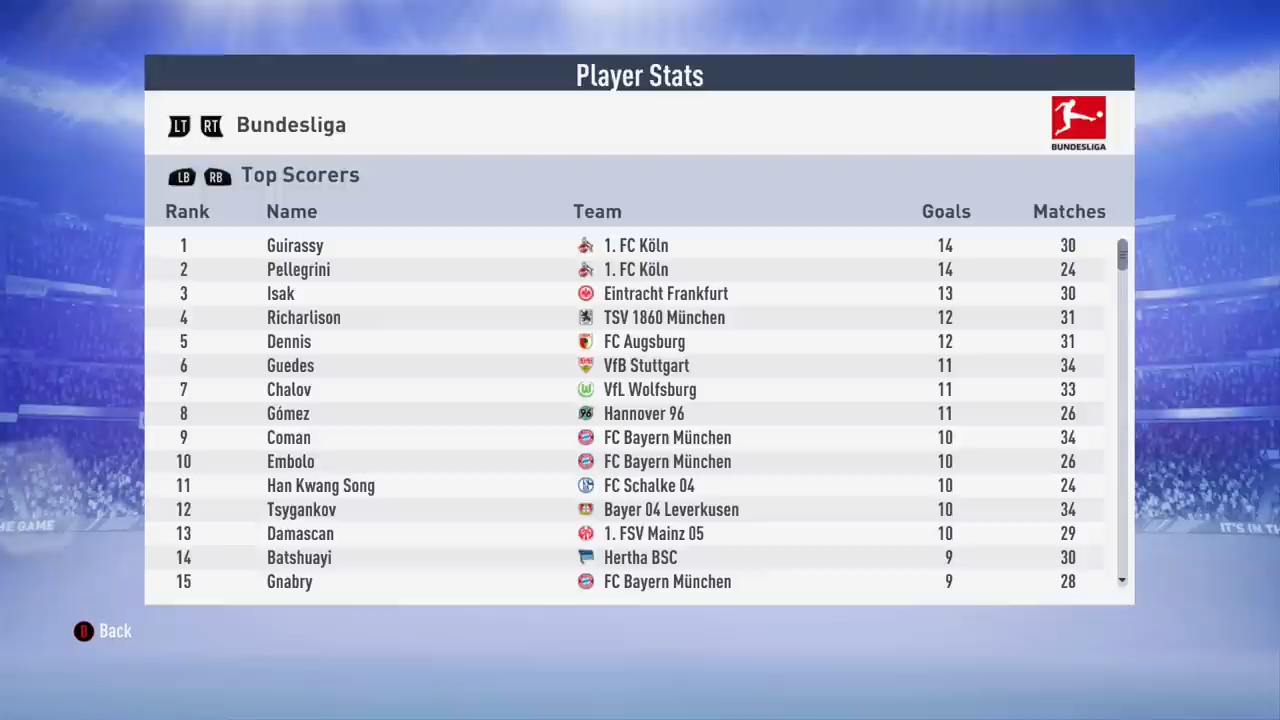 Player Stats
LT RT Bundesliga
BUNDESLIGA
LB RB Top Scorers
Rank Name Team Goals Matches
1 Guirassy 1. FC Köln 14 30
2 Pellegrini 1. FC Köln 14 24
3 Isak Eintracht Frankfurt 13 30
4 Richarlison TSV 1860 München 12 31
5 Dennis FC Augsburg 12 31
6 Guedes VfB Stuttgart 11 34
7 Chalov VfL Wolfsburg 11 33
8 Gómez 96 Hannover 96 11 26
9 Coman FC Bayern München 10 34
10 Embolo FC Bayern München 10 26
11 Han Kwang Song FC Schalke 04 10 24
12 Tsygankov Bayer 04 Leverkusen 10 34
13 Damascan 1. FSV Mainz 05 10 29
14 Batshuayi Hertha BSC 9 30
15 Gnabry FC Bayern München 9 28
HE GAME
IT'S IN TH
B Back